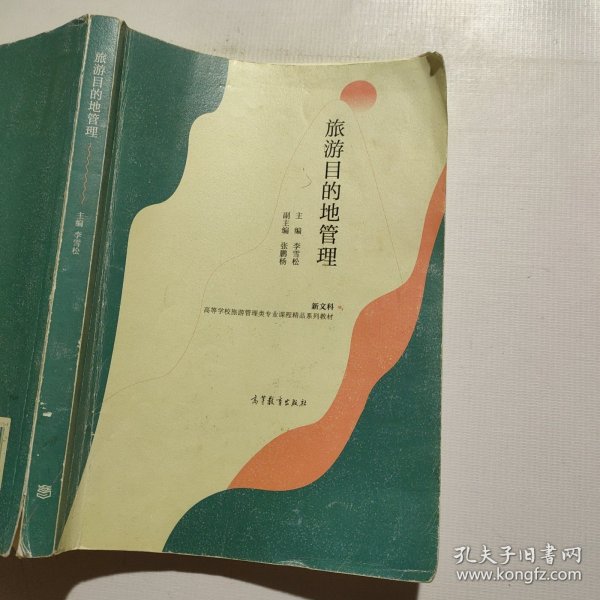 旅游目的地管理
主编 李雪松
旅游目的地管理
主编 李雪松
副主编 张鹏杨
新文科
高等学校旅游管理类专业课程精品系列教材
高等教育出版社
孔夫子旧书网
www.kongfz.com